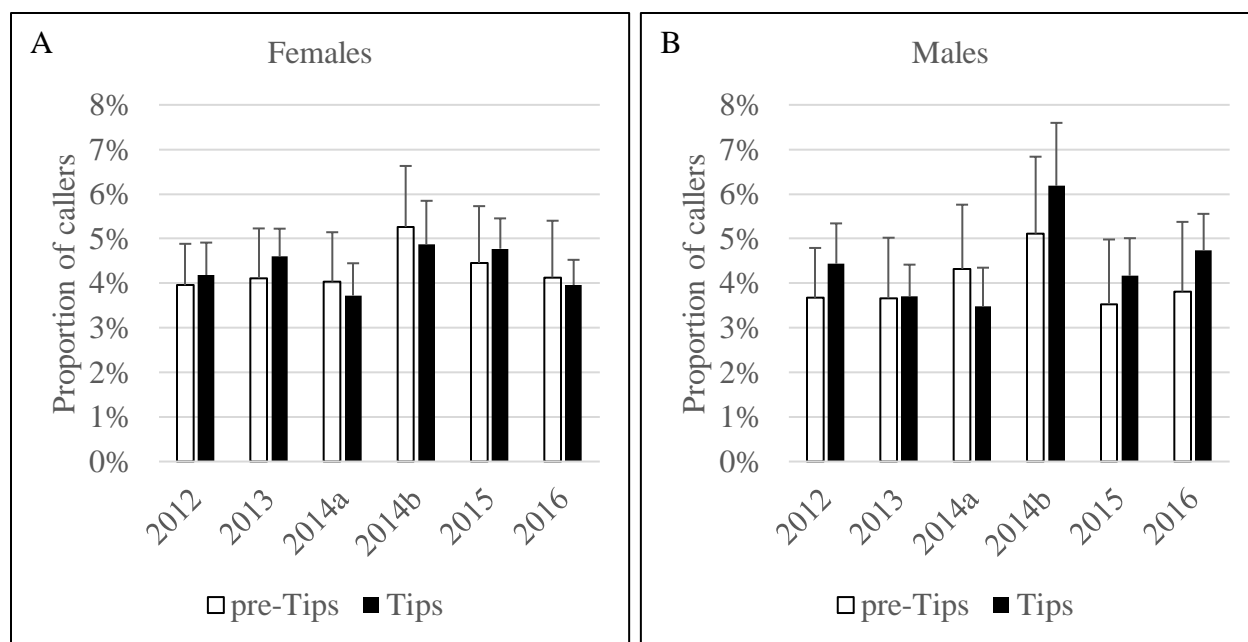 A
Females
Proportion of callers
8%
7%
6%
5%
4%
3%
2%
1%
0%
2012
2013
2014a
2014b
2015
2016
pre-Tips
Tips
B
Males
Proportion of callers
8%
7%
6%
5%
4%
3%
2%
1%
0%
2012
2013
2014a
2014b
2015
2016
pre-Tips
Tips